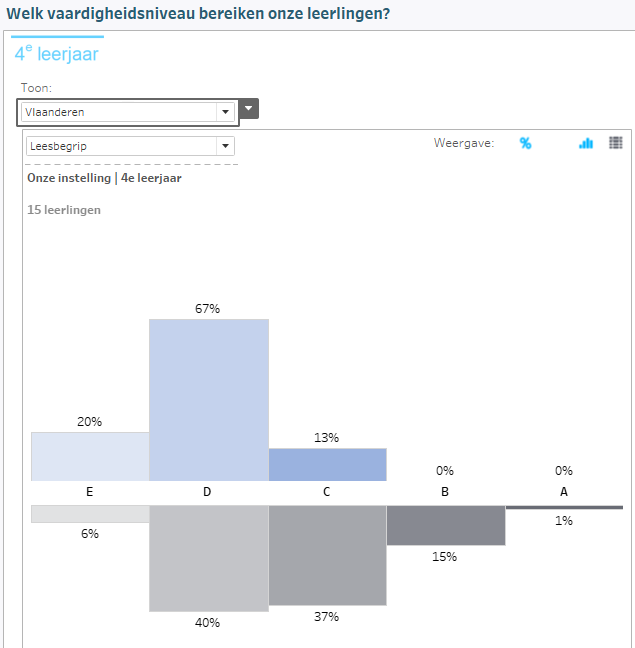 Welk vaardigheidsniveau bereiken onze leerlingen?
4e leerjaar
Toon:
Vlaanderen
Leesbegrip
Weergave: %
Onze instelling | 4e leerjaar
15 leerlingen
67%
20%
13%
0%
0%
E D C B A
6%
40%
37%
15%
1%